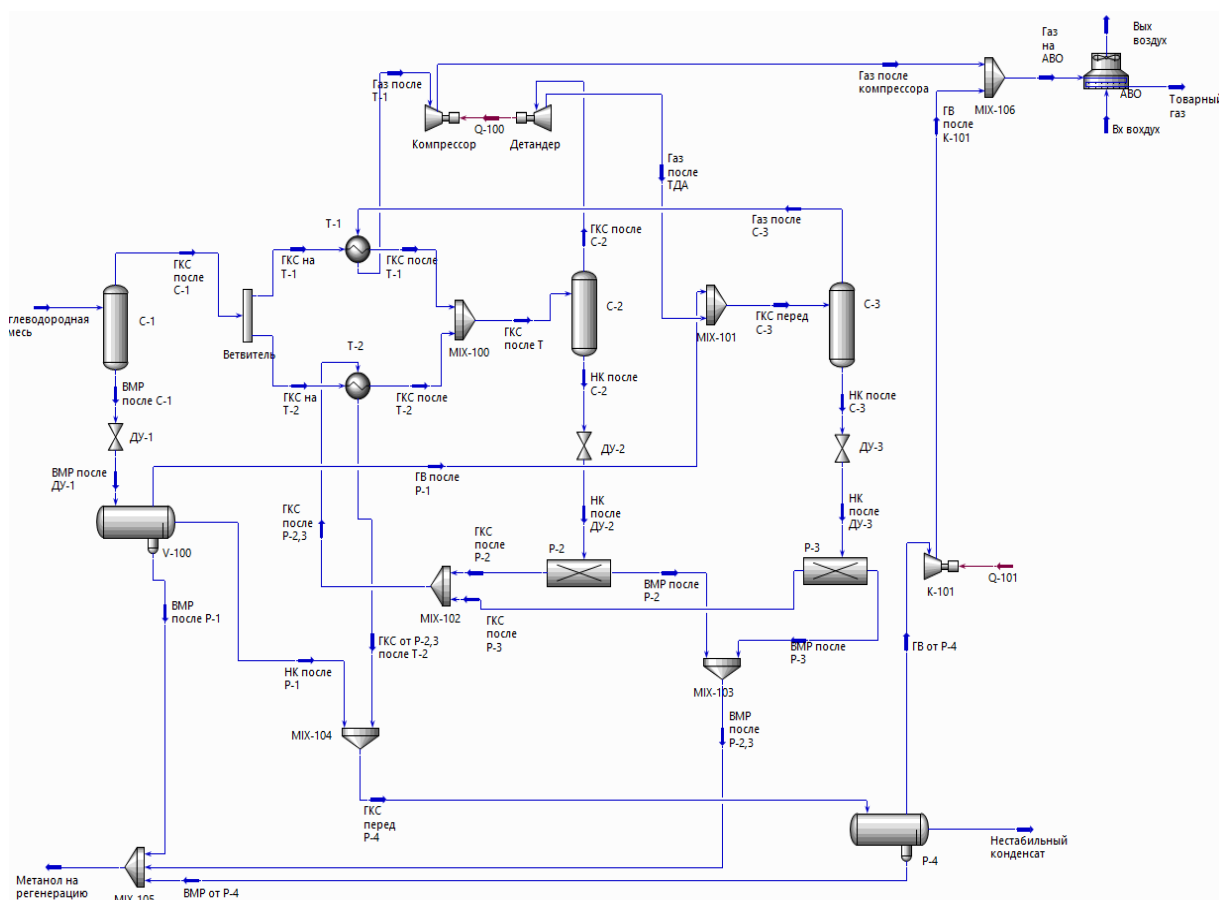 Вых
воздух
Газ
на
АВО
АВО
Товарный
газ
Вх вохдух
MIX-106
Газ после
компрессора
ГВ
после
К-101
Газ после
Т-1
Q-100
Компрессор
Детандер
Газ
после
ТДА
Газ после
С-3
Т-1
ГКС после
С-2
ГКС
после
С-1
ГКС на
Т-1
ГКС после
Т-1
глеводородная
месь
С-1
Ветвитель
MIX-100
ГКС
после Т
С-2
MIX-101
ГКС перед
С-3
С-3
Т-2
ГКС на
Т-2
ГКС после
Т-2
ВМР
после С-1
НК после
С-2
НК после
С-3
ДУ-1
ДУ-2
ДУ-3
ВМР после
ДУ-1
ГВ после
Р-1
НК
после
ДУ-2
НК
после
ДУ-3
V-100
ГКС
после
Р-2,3
ГКС
после
Р-2
Р-2
ВМР после
Р-2
Р-3
К-101
Q-101
MIX-102
ГКС
после
Р-3
ВМР
после Р-1
ГКС от Р-2,3
после Т-2
ВМР после
Р-3
ГВ от Р-4
НК после
Р-1
MIX-103
MIX-104
ВМР
после
Р-2,3
ГКС
перед
Р-4
Нестабильный
конденсат
Р-4
Метанол на
регенерацию
MIX-105
ВМР от Р-4